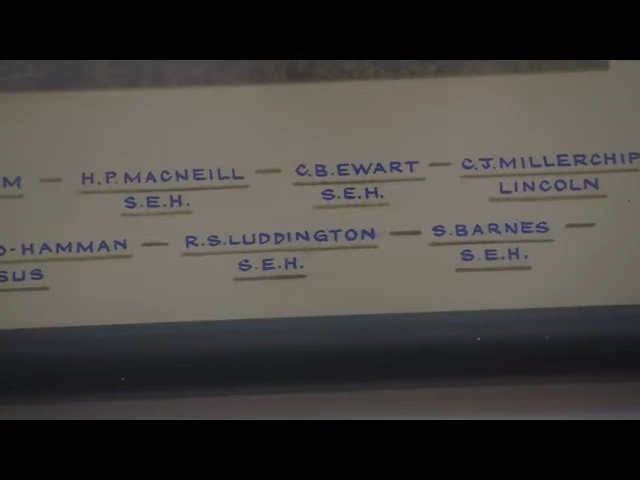 M — H.P. MACNEILL — C.B. EWART — C.J. MILLERCHIP
S.E.H. S.E.H. LINCOLN
D-HAMMAN — R.S. LUDDINGTON — S. BARNES —
SUS S.E.H. S.E.H.